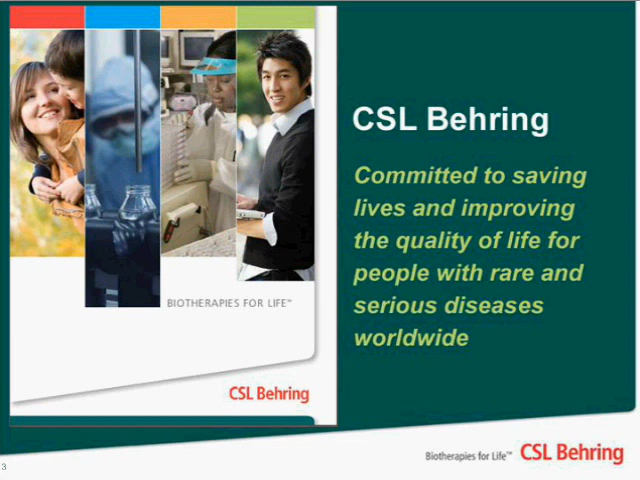 BIOTHERAPIES FOR LIFE™
CSL Behring
CSL Behring
Committed to saving
lives and improving
the quality of life for
people with rare and
serious diseases
worldwide
Biotherapies for Life™ CSL Behring
3